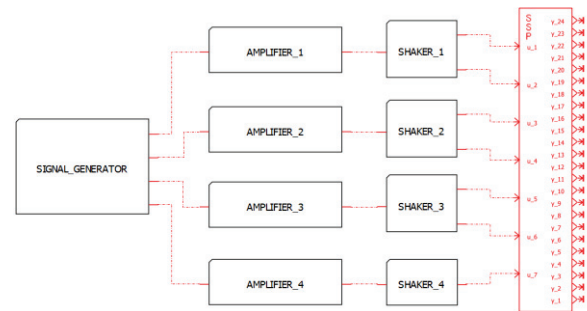 SIGNAL_GENERATOR
AMPLIFIER_1
AMPLIFIER_2
AMPLIFIER_3
AMPLIFIER_4
SHAKER_1
SHAKER_2
SHAKER_3
SHAKER_4
S
S
P
u_1
u_2
u_3
u_4
u_5
u_6
u_7
y_24
y_23
y_22
y_21
y_20
y_19
y_18
y_17
y_16
y_15
y_14
y_13
y_12
y_11
y_10
y_9
y_8
y_7
y_6
y_5
y_4
y_3
y_2
y_1